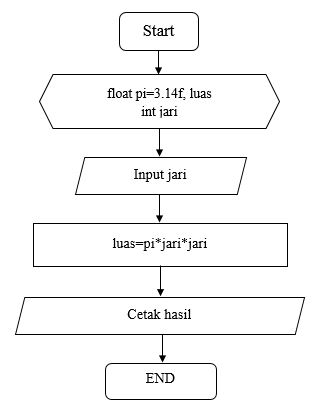 Start
float pi=3.14f, luas
int jari
Input jari
luas=pi*jari*jari
Cetak hasil
END